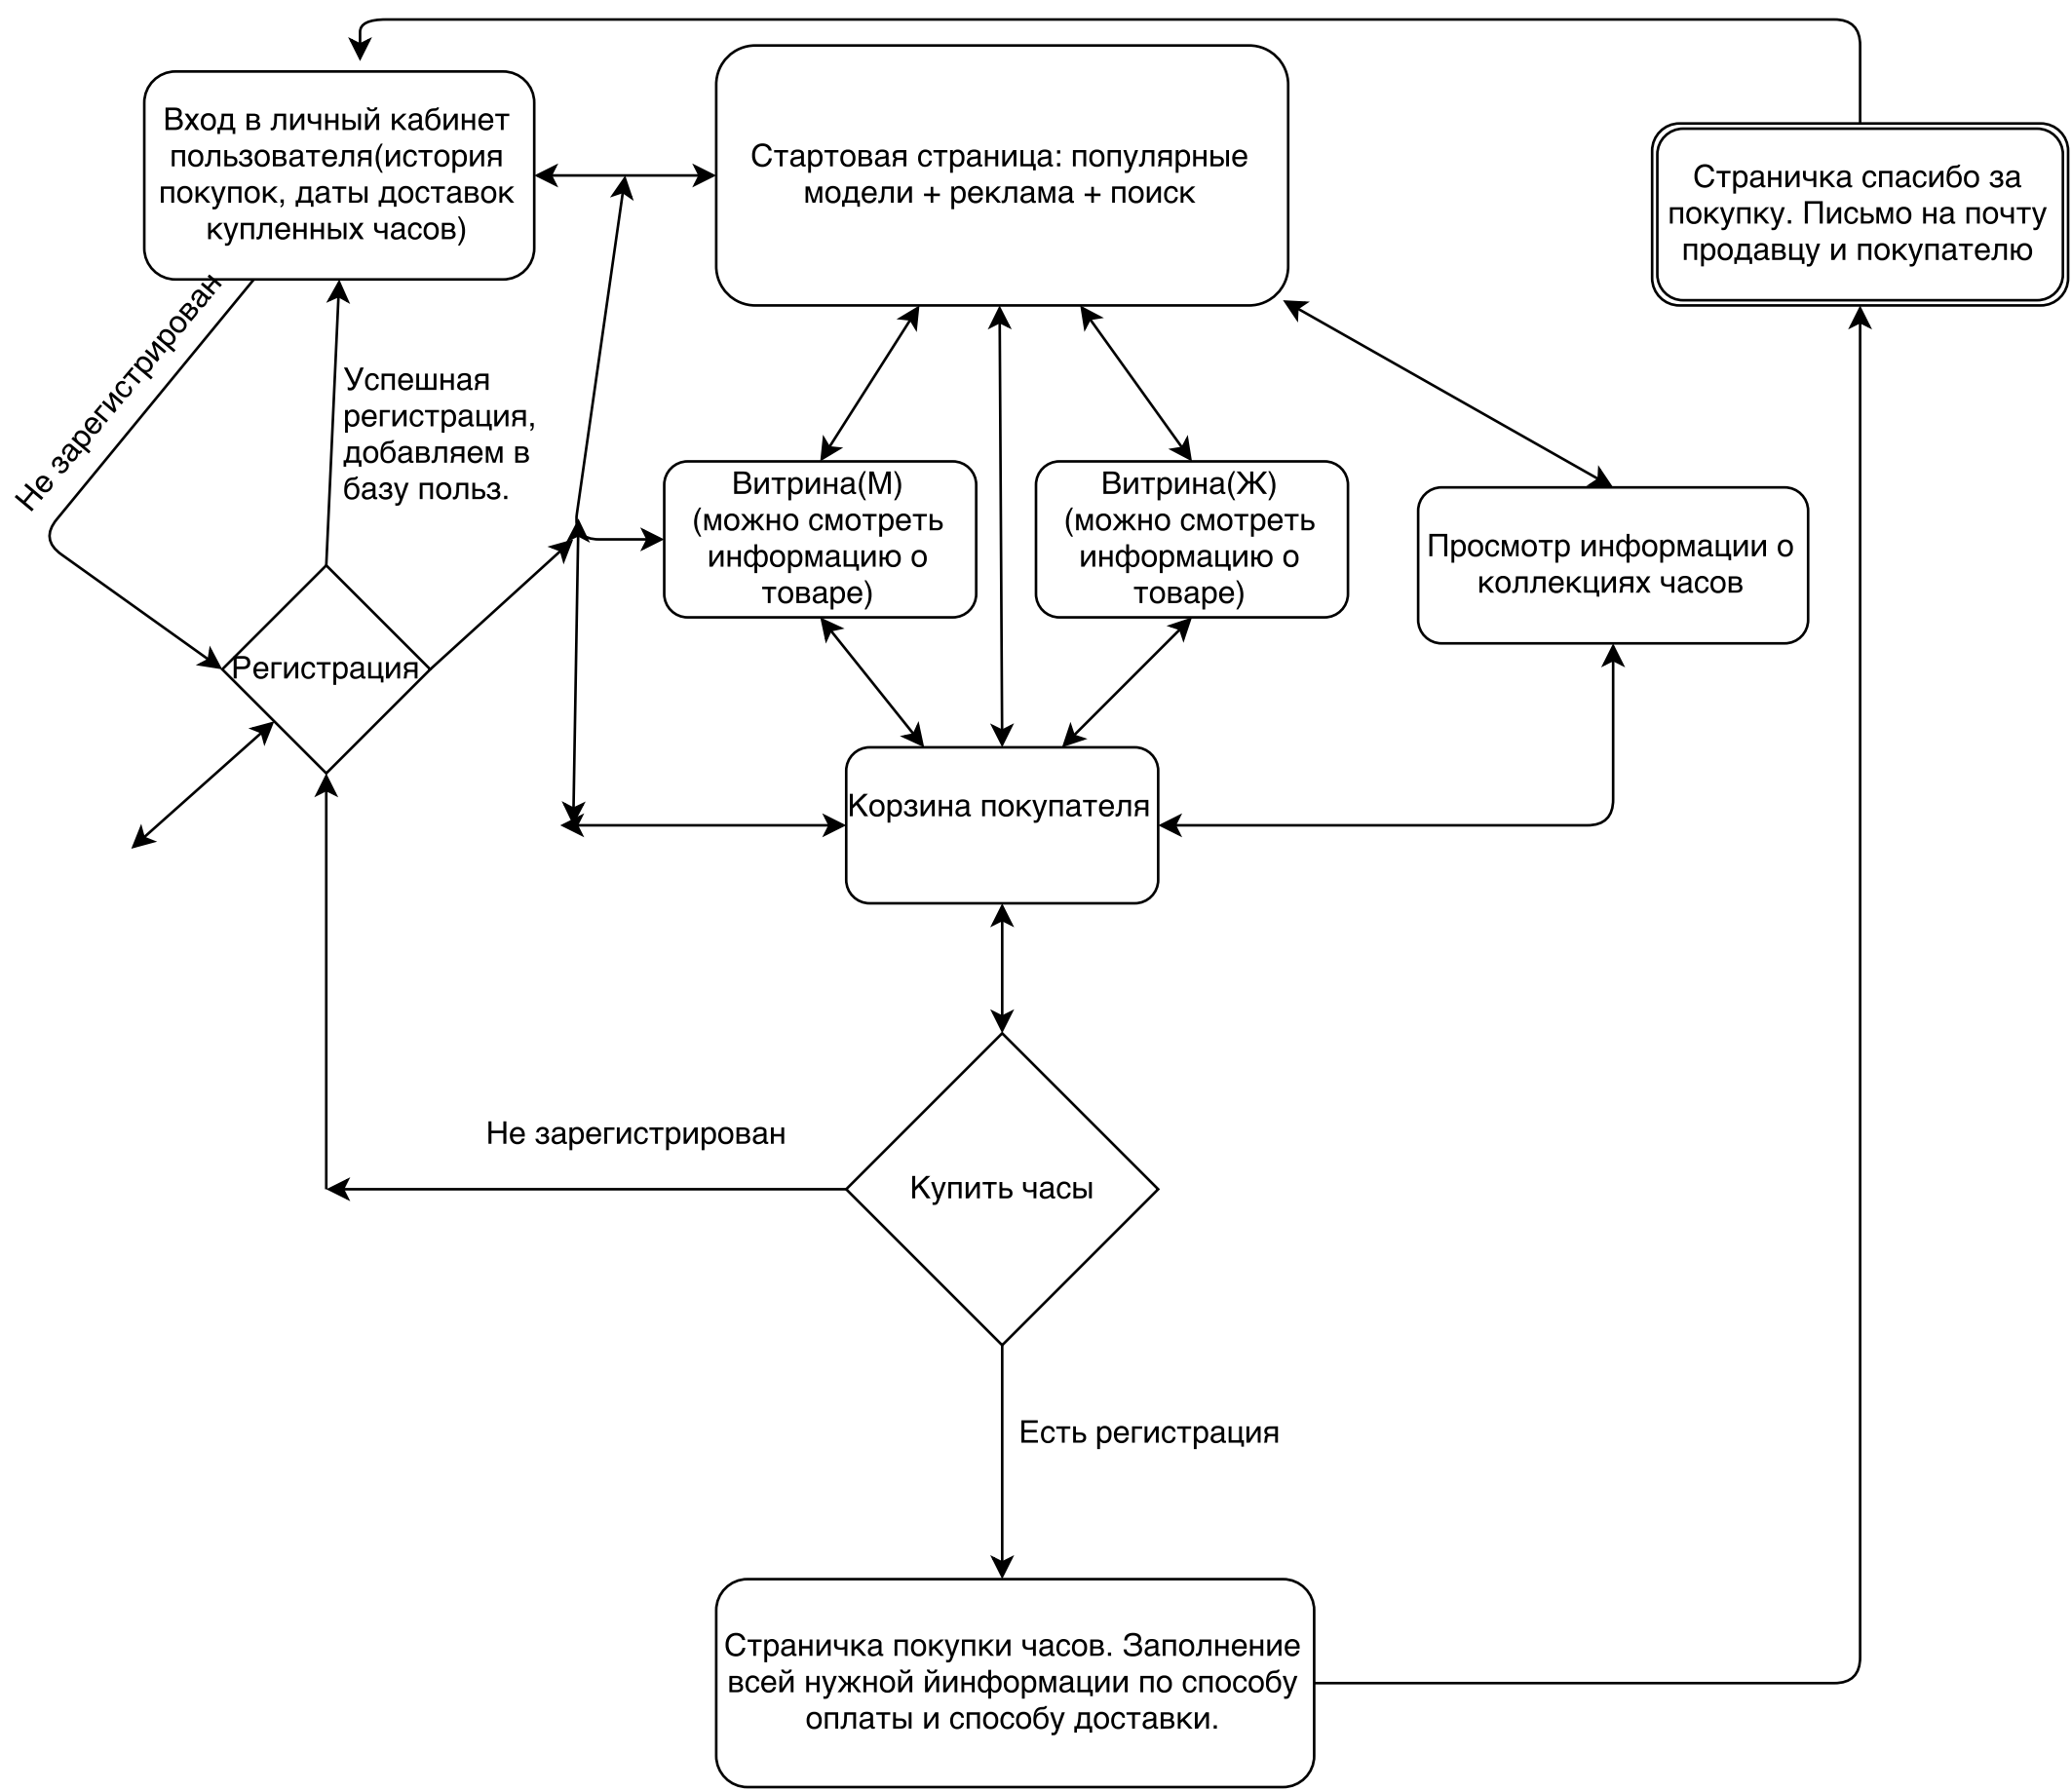 Вход в личный кабинет
пользователя(история
покупок, даты доставок
купленных часов)
Стартовая страница: популярные
модели + реклама + поиск
Страничка спасибо за
покупку. Письмо на почту
продавцу и покупателю
Не зарегистрирован
Успешная
регистрация,
добавляем в
базу польз.
Витрина(М)
(можно смотреть
информацию о
товаре)
Витрина(Ж)
(можно смотреть
информацию о
товаре)
Просмотр информации о
коллекциях часов
Регистрация
Корзина покупателя
Не зарегистрирован
Купить часы
Есть регистрация
Страничка покупки часов. Заполнение
всей нужной йинформации по способу
оплаты и способу доставки.